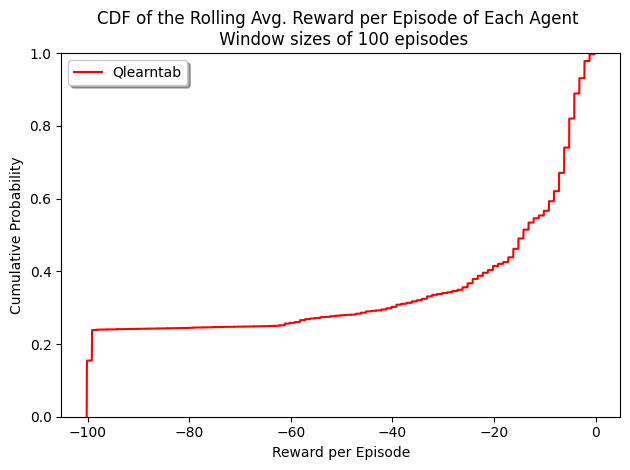 CDF of the Rolling Avg. Reward per Episode of Each Agent
Window sizes of 100 episodes
Qlearntab
1.0
0.8
0.6
0.4
0.2
0.0
Cumulative Probability
−100
−80
−60
−40
−20
0
Reward per Episode